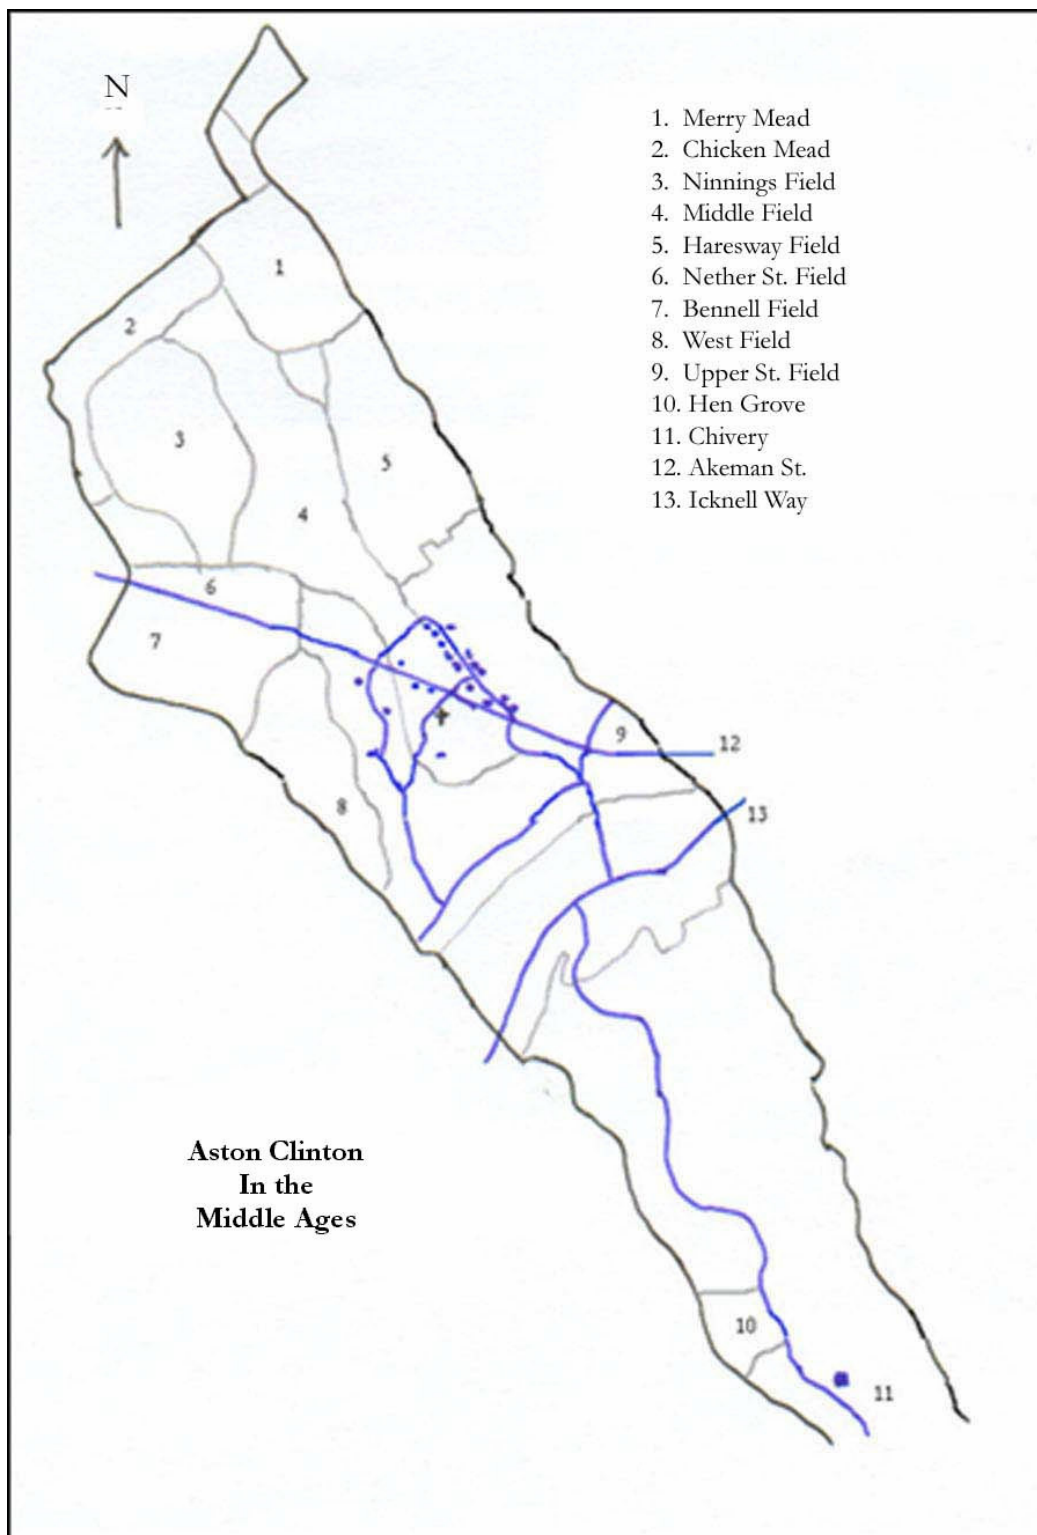 N
1. Merry Mead
2. Chicken Mead
3. Ninnings Field
4. Middle Field
5. Haresway Field
6. Nether St. Field
7. Bennell Field
8. West Field
9. Upper St. Field
10. Hen Grove
11. Chivery
12. Akeman St.
13. Icknell Way
1
2
3
5
4
6
7
9
12
8
13
Aston Clinton
In the
Middle Ages
10
11